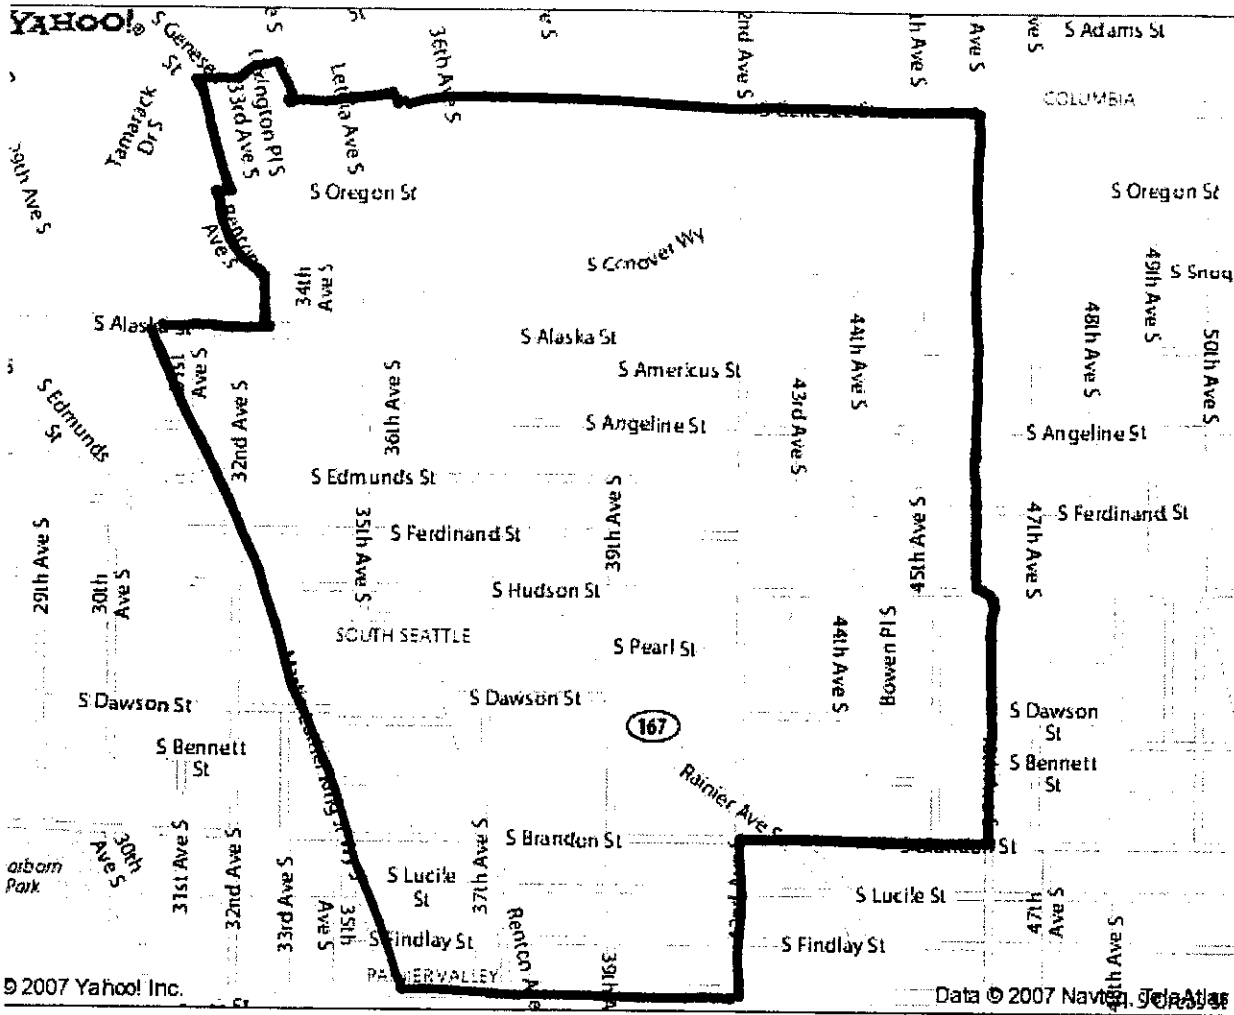 YAHOO!®
S Genesee St
36th Ave S
S Adams St
COLUMBIA
Tamarack Dr S
33rd Ave S
Letitia Ave S
S Oregon St
S Oregon St
S Conover Wy
34th Ave S
49th Ave S
S Alaska St
S Alaska St
44th Ave S
48th Ave S
50th Ave S
S Americus St
36th Ave S
32nd Ave S
43rd Ave S
S Edmunds St
S Angeline St
S Angeline St
S Edmunds St
35th Ave S
S Ferdinand St
39th Ave S
45th Ave S
47th Ave S
S Ferdinand St
29th Ave S
30th Ave S
S Hudson St
SOUTH SEATTLE
S Pearl St
44th Ave S
Bowen Pl S
S Dawson St
S Dawson St
S Dawson St
167
S Bennett St
S Bennett St
Rainier Ave S
S Brandon St
30th Ave S
31st Ave S
32nd Ave S
33rd Ave S
35th Ave S
S Lucile St
37th Ave S
S Lucile St
47th Ave S
S Findlay St
Renton Ave
S Findlay St
48th Ave S
Park
© 2007 Yahoo! Inc.
Data © 2007 Navteq, TeleAtlas